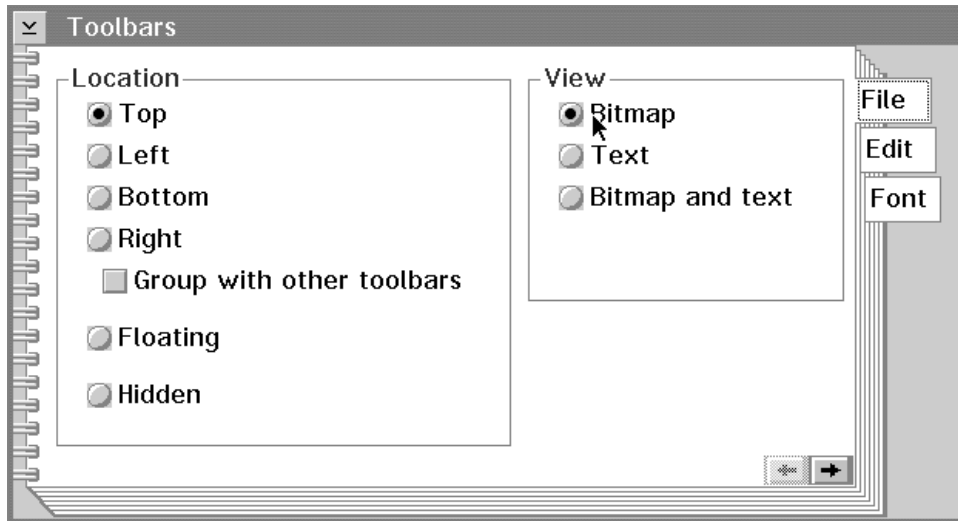 Toolbars
Location
Top
Left
Bottom
Right
Group with other toolbars
Floating
Hidden
View
Bitmap
Text
Bitmap and text
File
Edit
Font